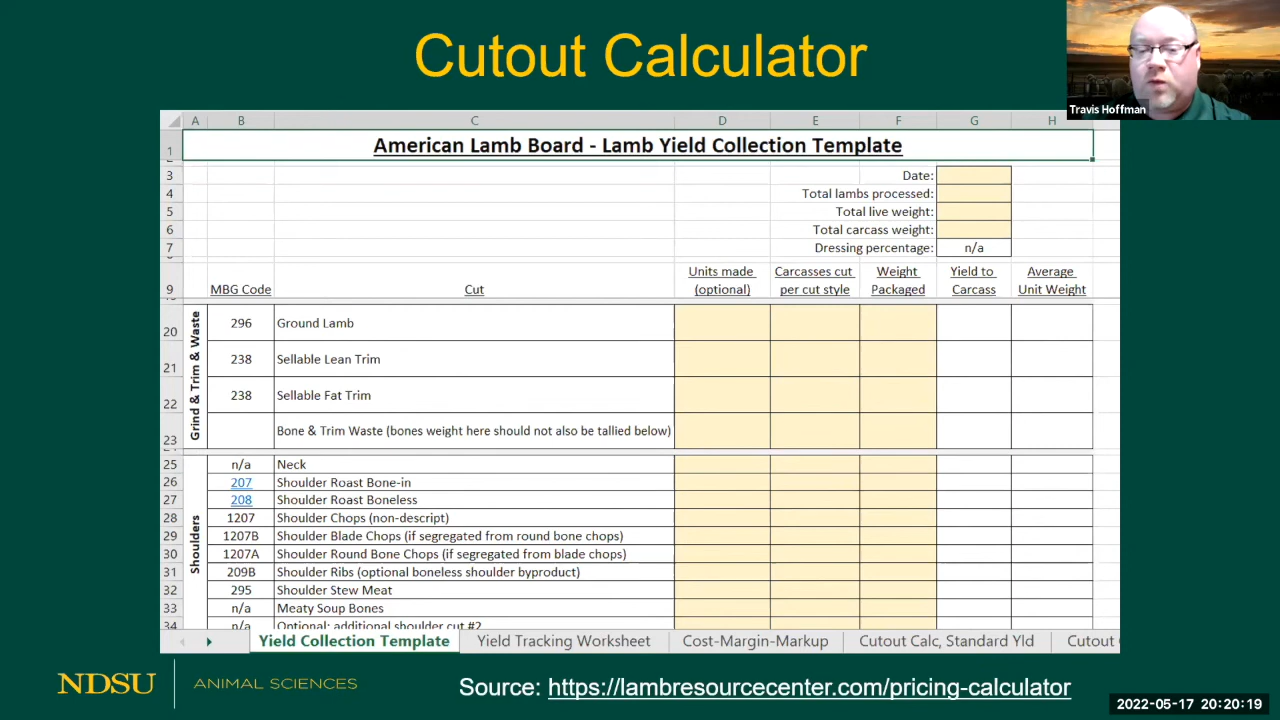 Cutout Calculator
Travis Hoffman
A B C D E F G H
1 American Lamb Board - Lamb Yield Collection Template
3 Date:
4 Total lambs processed:
5 Total live weight:
6 Total carcass weight:
7 Dressing percentage: n/a
Units made Carcasses cut Weight Yield to Average
9 MBG Code Cut (optional) per cut style Packaged Carcass Unit Weight
Grind & Trim & Waste
20 296 Ground Lamb
21 238 Sellable Lean Trim
22 238 Sellable Fat Trim
23 Bone & Trim Waste (bones weight here should not also be tallied below)
Shoulders
25 n/a Neck
26 207 Shoulder Roast Bone-in
27 208 Shoulder Roast Boneless
28 1207 Shoulder Chops (non-descript)
29 1207B Shoulder Blade Chops (if segregated from round bone chops)
30 1207A Shoulder Round Bone Chops (if segregated from blade chops)
31 209B Shoulder Ribs (optional boneless shoulder byproduct)
32 295 Shoulder Stew Meat
33 n/a Meaty Soup Bones
34 n/a Optional: additional shoulder cut #2
Yield Collection Template Yield Tracking Worksheet Cost-Margin-Markup Cutout Calc, Standard Yld Cutout
NDSU ANIMAL SCIENCES
Source: https://lambresourcecenter.com/pricing-calculator
2022-05-17 20:20:19